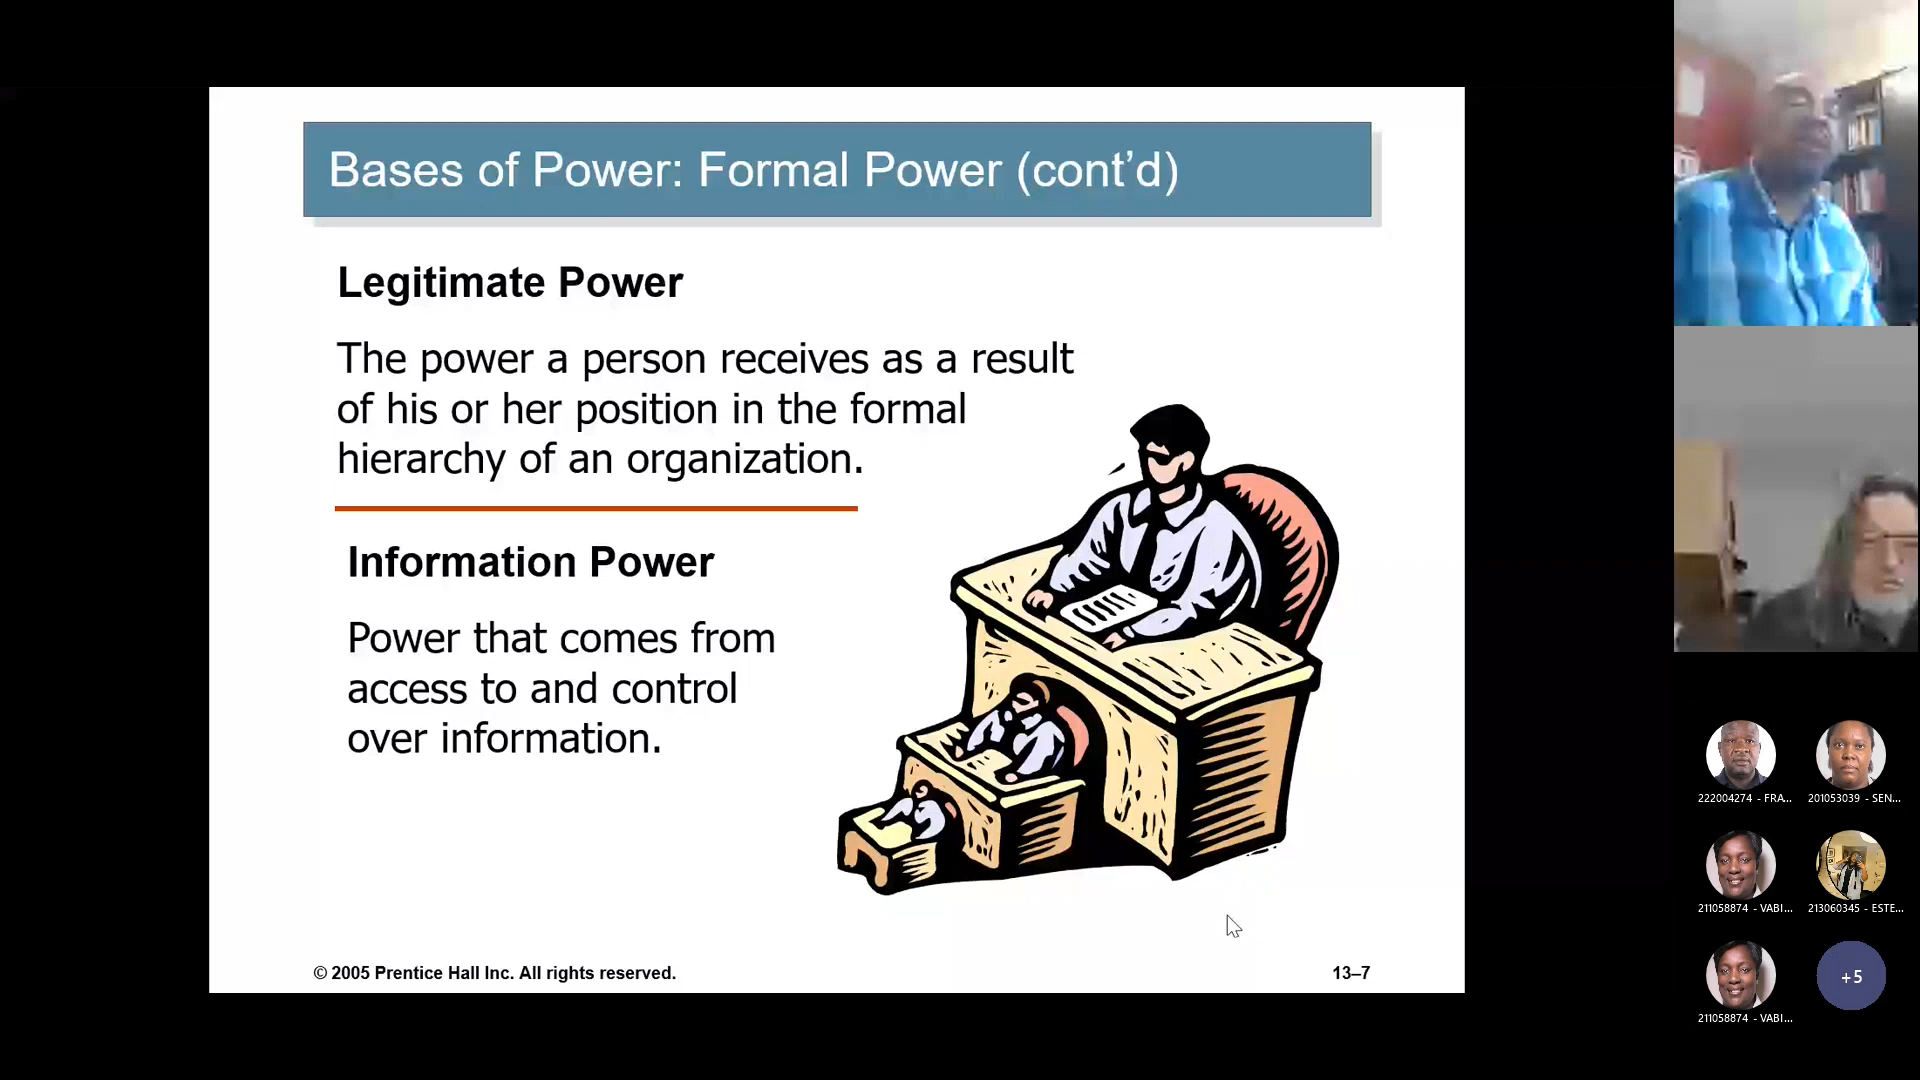 Bases of Power: Formal Power (cont’d)
Legitimate Power
The power a person receives as a result
of his or her position in the formal
hierarchy of an organization.
Information Power
Power that comes from
access to and control
over information.
© 2005 Prentice Hall Inc. All rights reserved.
13–7
222004274 - FRA...
201053039 - SEN...
211058874 - VABI...
213060345 - ESTE...
211058874 - VABI...
+5